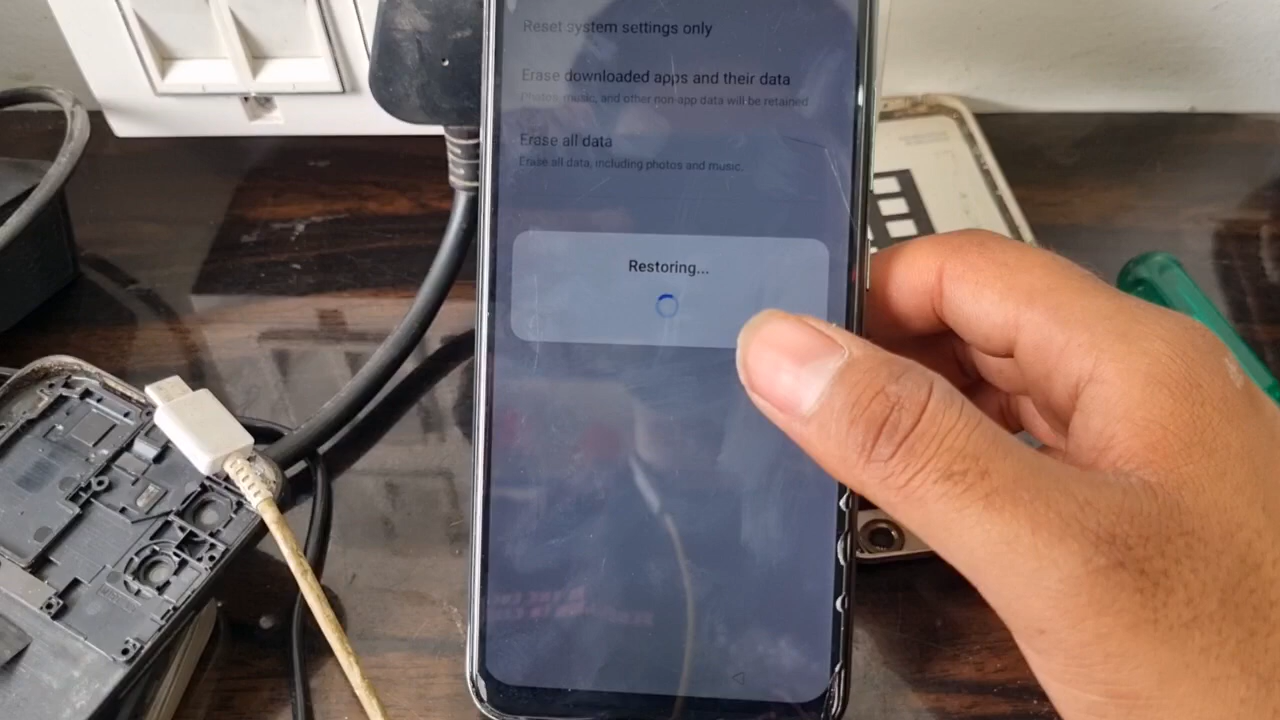 Reset system settings only
Erase downloaded apps and their data
Photos, music, and other non-app data will be retained
Erase all data
Erase all data, including photos and music.
Restoring...